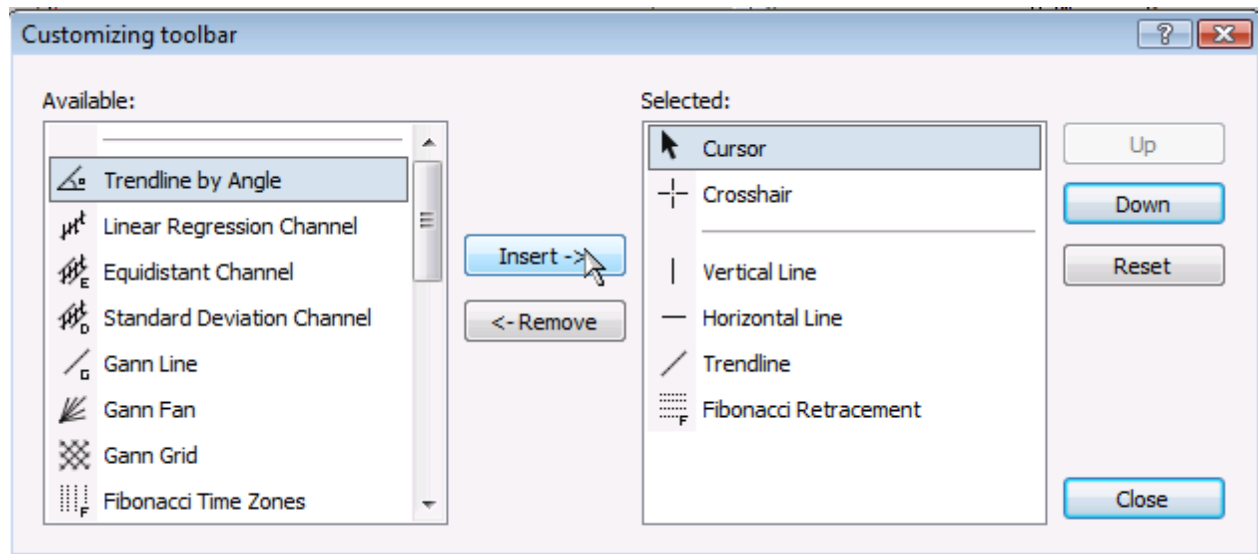 Customizing toolbar
Available:
Trendline by Angle
Linear Regression Channel
Equidistant Channel
Standard Deviation Channel
Gann Line
Gann Fan
Gann Grid
Fibonacci Time Zones
Insert ->
<- Remove
Selected:
Cursor
Crosshair
Vertical Line
Horizontal Line
Trendline
Fibonacci Retracement
Up
Down
Reset
Close